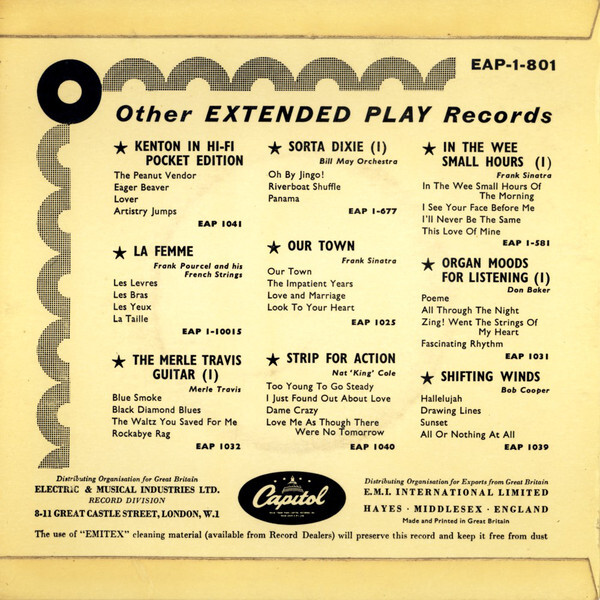 EAP-1-801
Other EXTENDED PLAY Records
★ KENTON IN HI-FI
POCKET EDITION
The Peanut Vendor
Eager Beaver
Lover
Artistry Jumps
EAP 1041
★ LA FEMME
Frank Pourcel and his
French Strings
Les Levres
Les Bras
Les Yeux
La Taille
EAP 1-10015
★ THE MERLE TRAVIS
GUITAR (1)
Merle Travis
Blue Smoke
Black Diamond Blues
The Waltz You Saved For Me
Rockabye Rag
EAP 1032
★ SORTA DIXIE (1)
Bill May Orchestra
Oh By Jingo!
Riverboat Shuffle
Panama
EAP 1-677
★ OUR TOWN
Frank Sinatra
Our Town
The Impatient Years
Love and Marriage
Look To Your Heart
EAP 1025
★ STRIP FOR ACTION
Nat 'King' Cole
Too Young To Go Steady
I Just Found Out About Love
Dame Crazy
Love Me As Though There
Were No Tomorrow
EAP 1040
★ IN THE WEE
SMALL HOURS (1)
Frank Sinatra
In The Wee Small Hours Of
The Morning
I See Your Face Before Me
I'll Never Be The Same
This Love Of Mine
EAP 1-581
★ ORGAN MOODS
FOR LISTENING (1)
Don Baker
Poeme
All Through The Night
Zing! Went The Strings Of
My Heart
Fascinating Rhythm
EAP 1031
★ SHIFTING WINDS
Bob Cooper
Hallelujah
Drawing Lines
Sunset
All Or Nothing At All
EAP 1039
Distributing Organisation for Great Britain
ELECTRIC & MUSICAL INDUSTRIES LTD.
RECORD DIVISION
8-11 GREAT CASTLE STREET, LONDON, W.1
Capitol
Distributing Organisation for Exports from Great Britain
E.M.I. INTERNATIONAL LIMITED
HAYES · MIDDLESEX · ENGLAND
Made and Printed in Great Britain
The use of "EMITEX" cleaning material (available from Record Dealers) will preserve this record and keep it free from dust